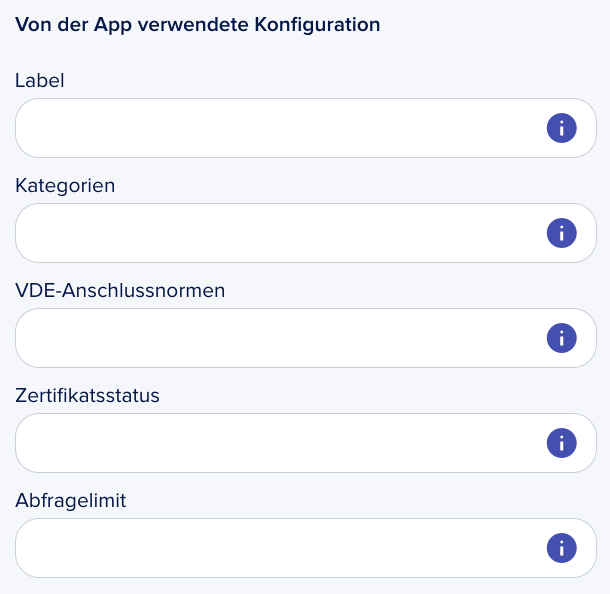 Von der App verwendete Konfiguration
Label
Kategorien
VDE-Anschlussnormen
Zertifikatsstatus
Abfragelimit